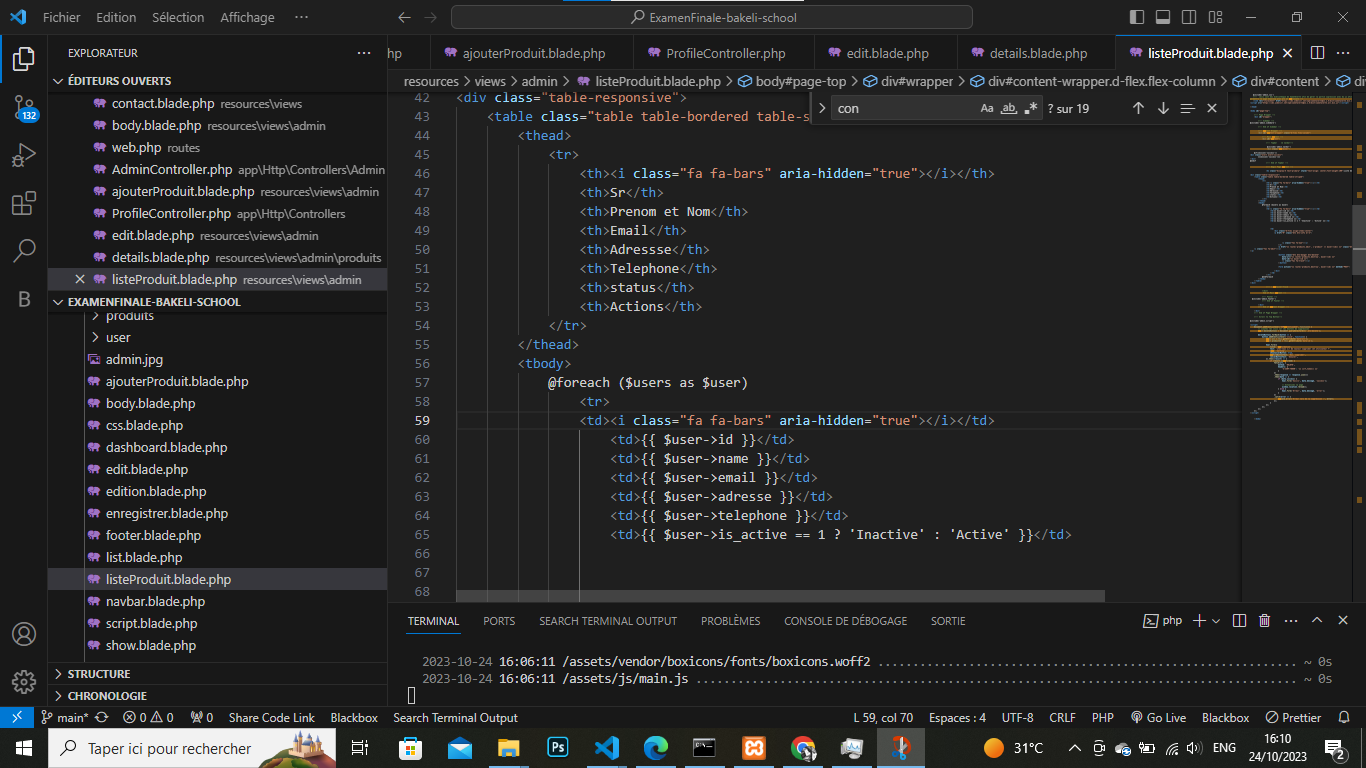 Fichier Edition Sélection Affichage ··· ExamenFinale-bakeli-school
EXPLORATEUR ···
ÉDITEURS OUVERTS
contact.blade.php resources\views
body.blade.php resources\views\admin
web.php routes
AdminController.php app\Http\Controllers\Admin
ajouterProduit.blade.php resources\views\admin
ProfileController.php app\Http\Controllers
edit.blade.php resources\views\admin
details.blade.php resources\views\admin\produits
listeProduit.blade.php resources\views\admin
EXAMENFINALE-BAKELI-SCHOOL
produits
user
admin.jpg
ajouterProduit.blade.php
body.blade.php
css.blade.php
dashboard.blade.php
edit.blade.php
edition.blade.php
enregistrer.blade.php
footer.blade.php
list.blade.php
listeProduit.blade.php
navbar.blade.php
script.blade.php
show.blade.php
STRUCTURE
CHRONOLOGIE
132
B
hp ajouterProduit.blade.php ProfileController.php edit.blade.php details.blade.php listeProduit.blade.php
resources > views > admin > listeProduit.blade.php > body#page-top > div#wrapper > div#content-wrapper.d-flex.flex-column > div#content > di
con Aa ab ? sur 19
42 <div class="table-responsive">
43 <table class="table table-bordered table-s
44 <thead>
45 <tr>
46 <th><i class="fa fa-bars" aria-hidden="true"></i></th>
47 <th>Sr</th>
48 <th>Prenom et Nom</th>
49 <th>Email</th>
50 <th>Adressse</th>
51 <th>Telephone</th>
52 <th>status</th>
53 <th>Actions</th>
54 </tr>
55 </thead>
56 <tbody>
57 @foreach ($users as $user)
58 <tr>
59 <td><i class="fa fa-bars" aria-hidden="true"></i></td>
60 <td>{{ $user->id }}</td>
61 <td>{{ $user->name }}</td>
62 <td>{{ $user->email }}</td>
63 <td>{{ $user->adresse }}</td>
64 <td>{{ $user->telephone }}</td>
65 <td>{{ $user->is_active == 1 ? 'Inactive' : 'Active' }}</td>
66
67
68
TERMINAL PORTS SEARCH TERMINAL OUTPUT PROBLÈMES CONSOLE DE DÉBOGAGE SORTIE php
2023-10-24 16:06:11 /assets/vendor/boxicons/fonts/boxicons.woff2 ............................................................ ~ 0s
2023-10-24 16:06:11 /assets/js/main.js ...................................................................................... ~ 0s
main* 0 0 0 Share Code Link Blackbox Search Terminal Output L 59, col 70 Espaces : 4 UTF-8 CRLF PHP Go Live Blackbox Prettier
Taper ici pour rechercher Ps 31°C ENG 16:10
24/10/2023
2